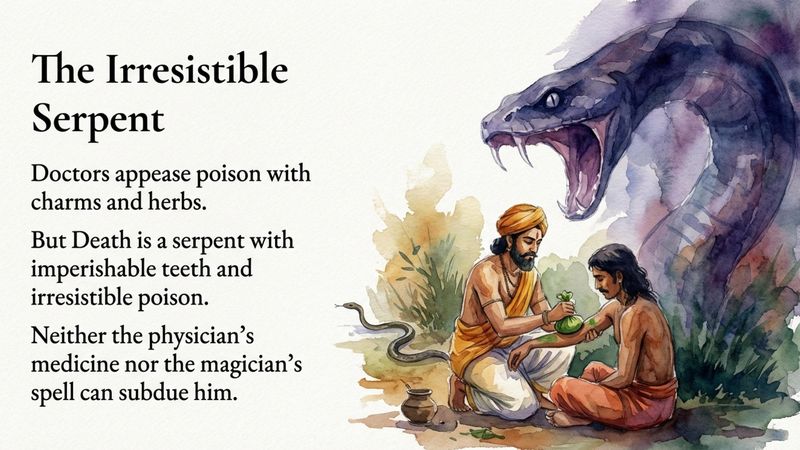 The Irresistible
Serpent
Doctors appease poison with
charms and herbs.
But Death is a serpent with
imperishable teeth and
irresistible poison.
Neither the physician’s
medicine nor the magician’s
spell can subdue him.